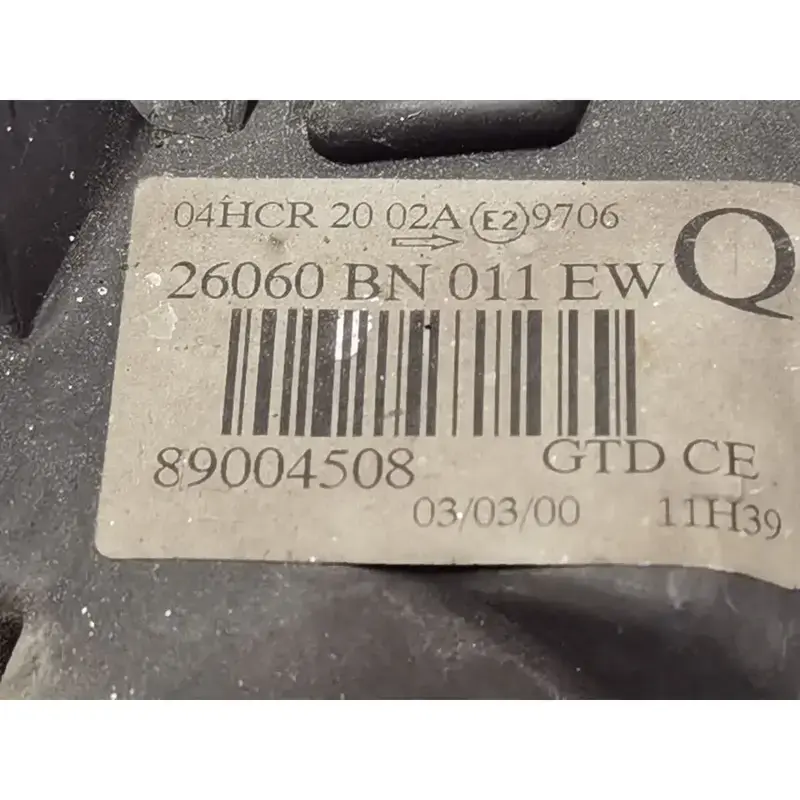 04HCR 20 02A E2 9706
26060 BN 011 EW Q
89004508 GTD CE
03/03/00 11H39